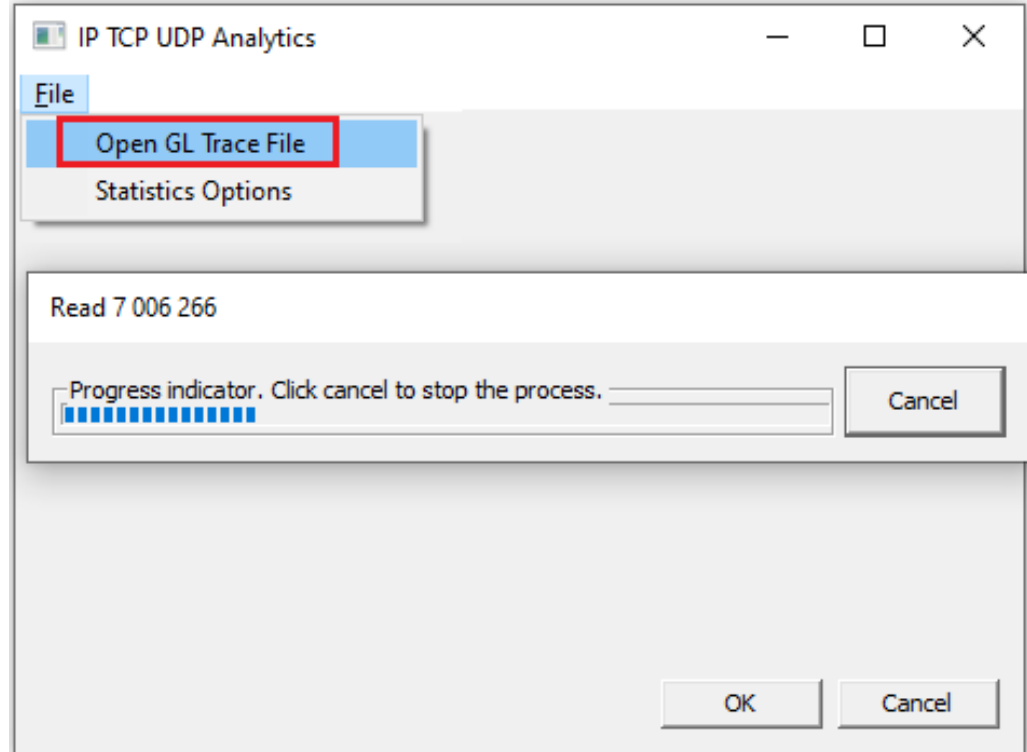 IP TCP UDP Analytics
File
Open GL Trace File
Statistics Options
Read 7 006 266
Progress indicator. Click cancel to stop the process.
Cancel
OK Cancel